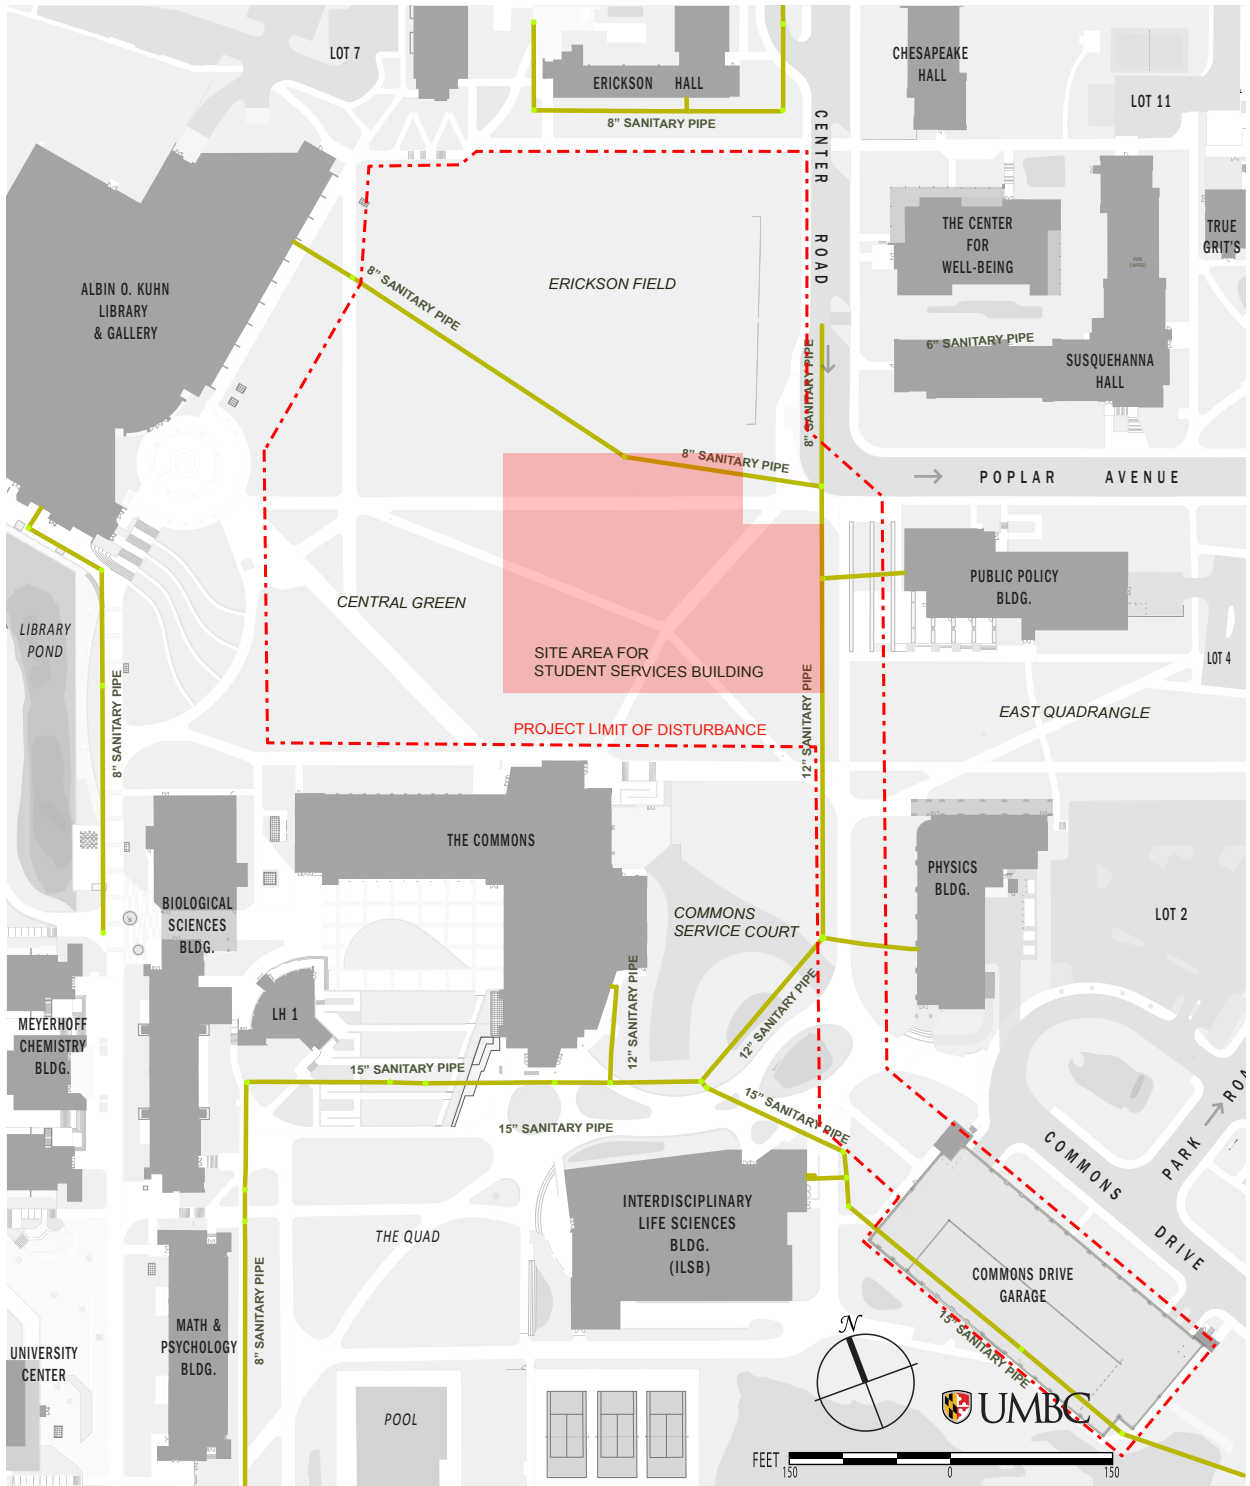 LOT 7
ERICKSON HALL
8” SANITARY PIPE
CHESAPEAKE
HALL
LOT 11
CENTER ROAD
THE CENTER
FOR
WELL-BEING
TRUE
GRIT'S
ALBIN O. KUHN
LIBRARY
& GALLERY
8” SANITARY PIPE
ERICKSON FIELD
8” SANITARY PIPE
6” SANITARY PIPE
SUSQUEHANNA
HALL
8” SANITARY PIPE
POPLAR AVENUE
PUBLIC POLICY
BLDG.
CENTRAL GREEN
LIBRARY
POND
SITE AREA FOR
STUDENT SERVICES BUILDING
LOT 4
8” SANITARY PIPE
12” SANITARY PIPE
EAST QUADRANGLE
PROJECT LIMIT OF DISTURBANCE
THE COMMONS
PHYSICS
BLDG.
BIOLOGICAL
SCIENCES
BLDG.
COMMONS
SERVICE COURT
LOT 2
12” SANITARY PIPE
12” SANITARY PIPE
LH 1
MEYERHOFF
CHEMISTRY
BLDG.
15” SANITARY PIPE
15” SANITARY PIPE
15” SANITARY PIPE
COMMONS DRIVE
PARK ROA
INTERDISCIPLINARY
LIFE SCIENCES
BLDG.
(ILSB)
THE QUAD
8” SANITARY PIPE
COMMONS DRIVE
GARAGE
15” SANITARY PIPE
MATH &
PSYCHOLOGY
BLDG.
UNIVERSITY
CENTER
POOL
N
UMBC
FEET
150 0 150